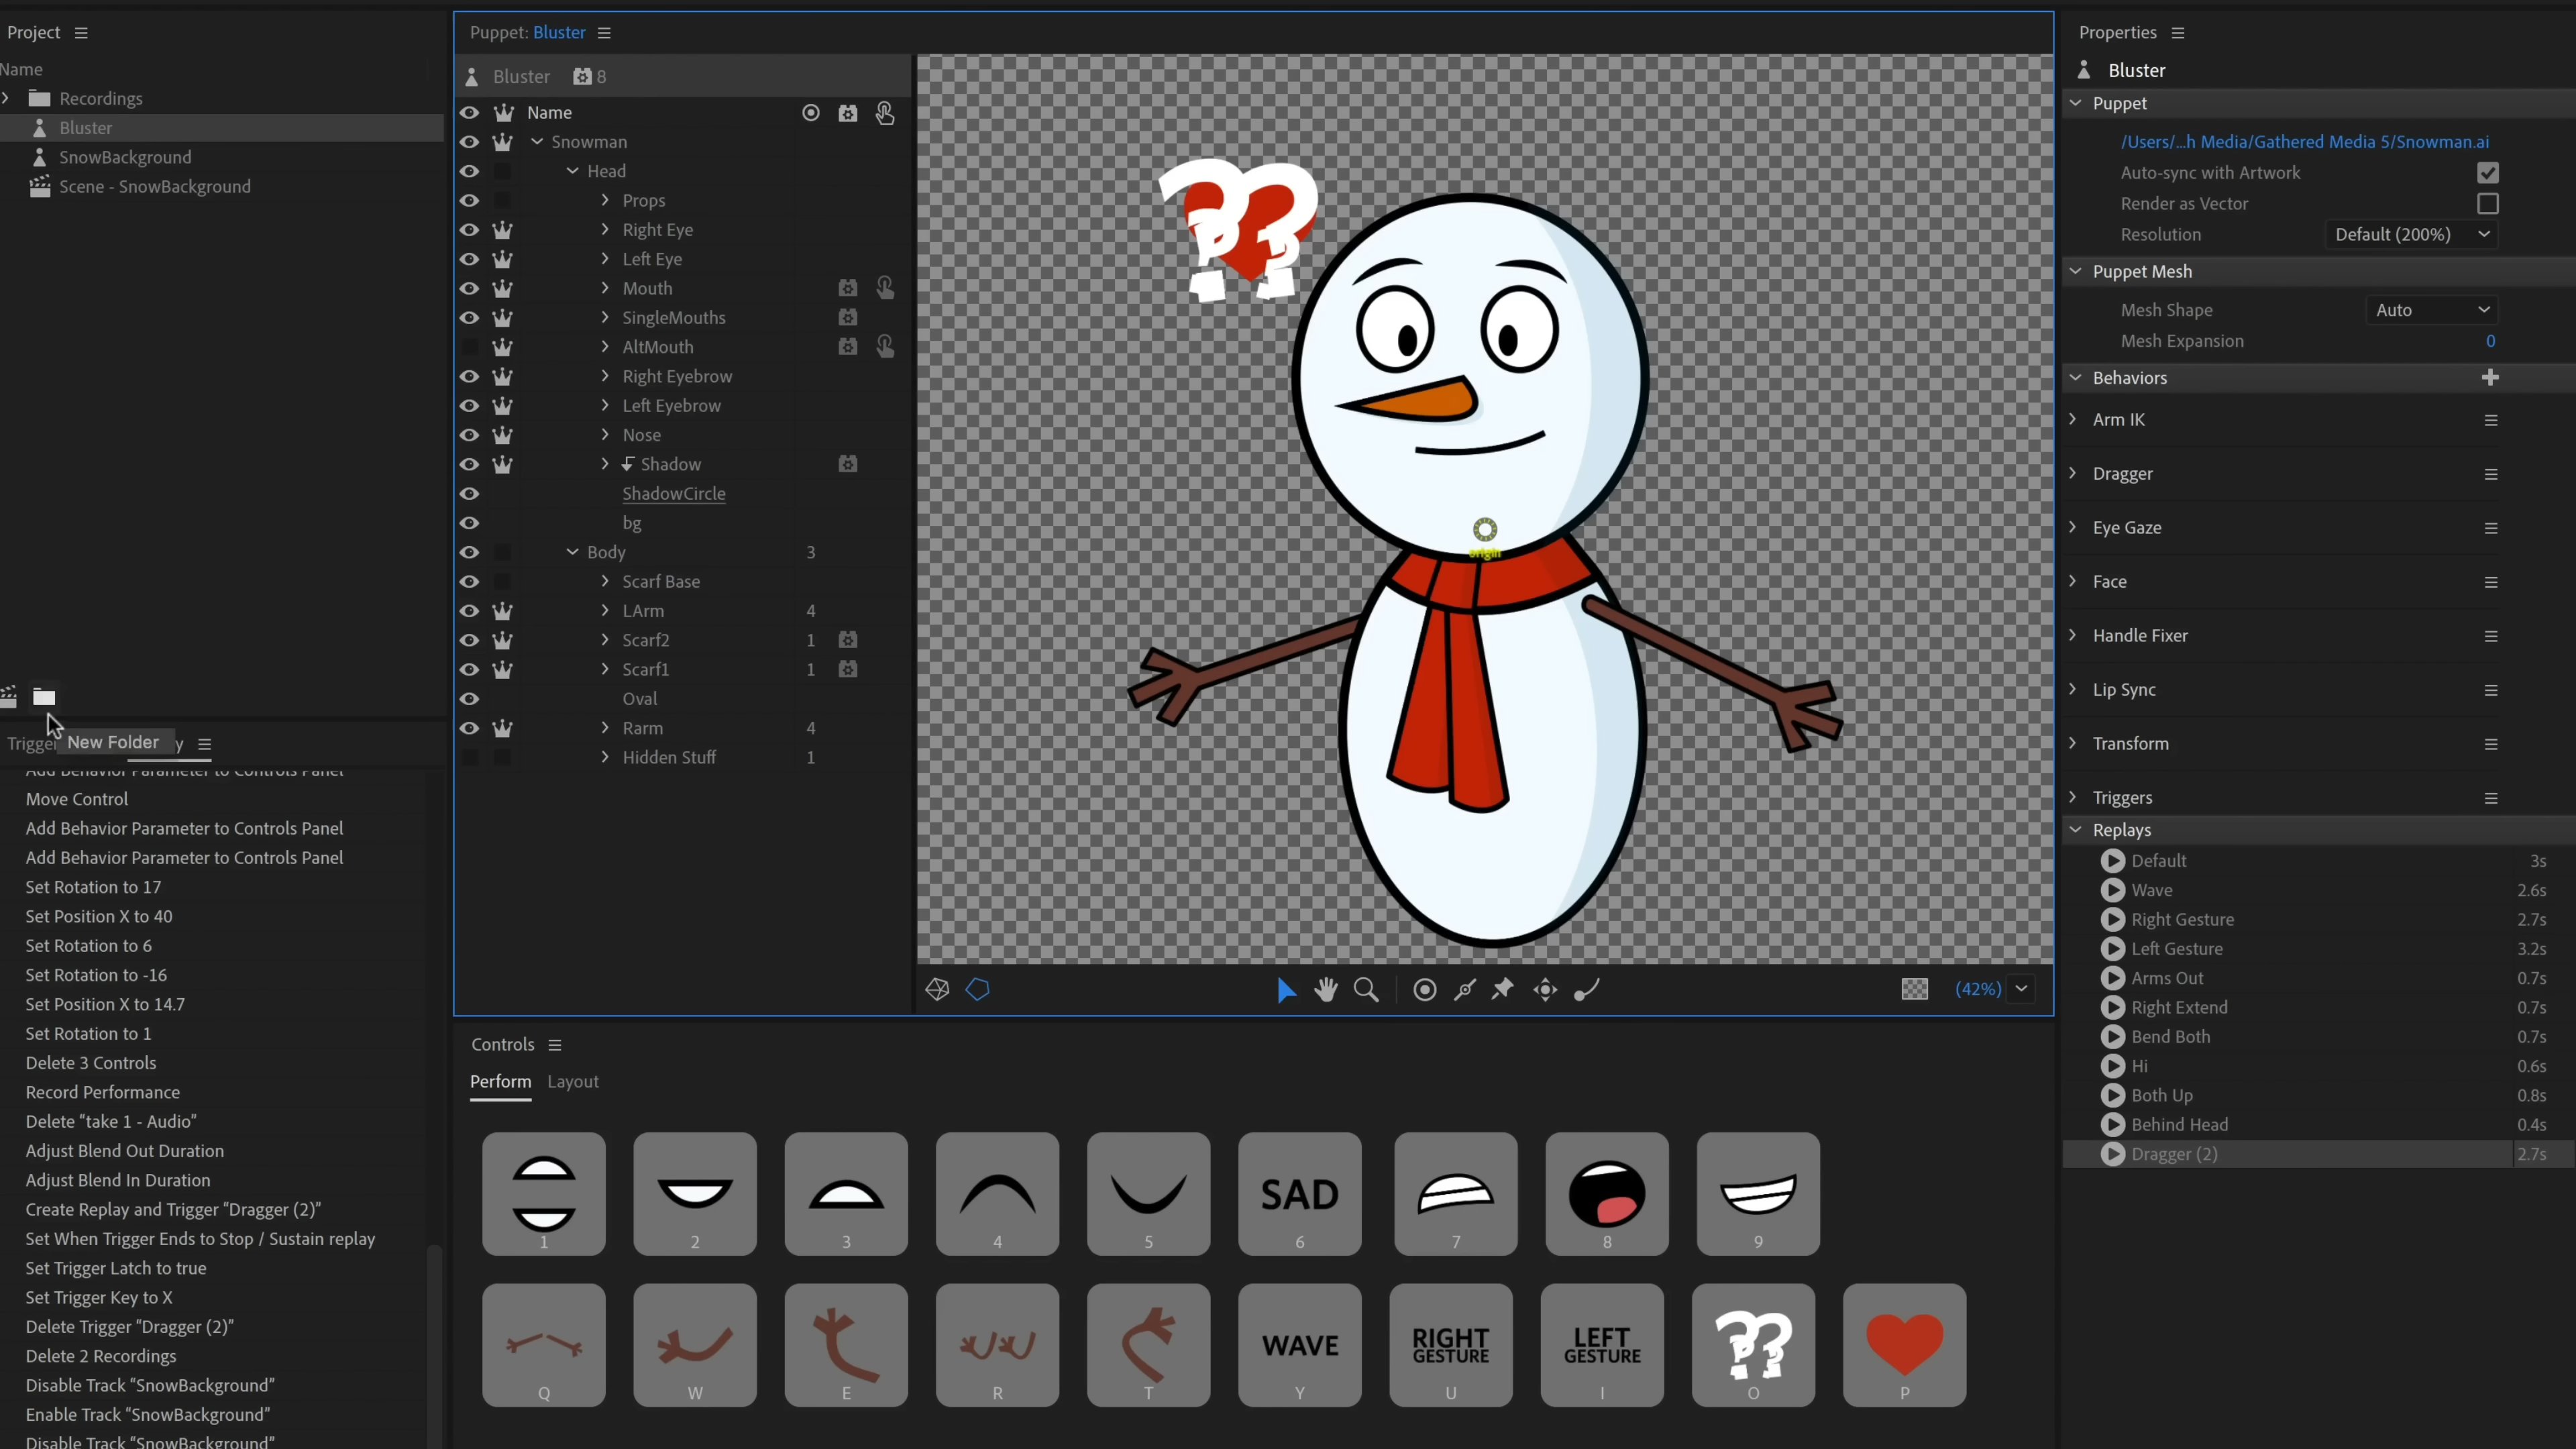 Project
Name
Recordings
Bluster
SnowBackground
Scene - SnowBackground
Trigge
y
New Folder
Add Behavior Parameter to Controls Panel
Move Control
Add Behavior Parameter to Controls Panel
Add Behavior Parameter to Controls Panel
Set Rotation to 17
Set Position X to 40
Set Rotation to 6
Set Rotation to -16
Set Position X to 14.7
Set Rotation to 1
Delete 3 Controls
Record Performance
Delete “take 1 - Audio”
Adjust Blend Out Duration
Adjust Blend In Duration
Create Replay and Trigger “Dragger (2)”
Set When Trigger Ends to Stop / Sustain replay
Set Trigger Latch to true
Set Trigger Key to X
Delete Trigger “Dragger (2)”
Delete 2 Recordings
Disable Track “SnowBackground”
Enable Track “SnowBackground”
Disable Track “SnowBackground”
Puppet: Bluster
Bluster 8
Name
Snowman
Head
Props
Right Eye
Left Eye
Mouth
SingleMouths
AltMouth
Right Eyebrow
Left Eyebrow
Nose
Shadow
ShadowCircle
bg
Body 3
Scarf Base
LArm 4
Scarf2 1
Scarf1 1
Oval
Rarm 4
Hidden Stuff 1
??
origin
(42%)
Controls
Perform Layout
1 2 3 4 5 SAD 6 7 8 9
Q W E R T WAVE Y RIGHT GESTURE U LEFT GESTURE I ?? O P
Properties
Bluster
Puppet
/Users/...h Media/Gathered Media 5/Snowman.ai
Auto-sync with Artwork
Render as Vector
Resolution Default (200%)
Puppet Mesh
Mesh Shape Auto
Mesh Expansion 0
Behaviors
Arm IK
Dragger
Eye Gaze
Face
Handle Fixer
Lip Sync
Transform
Triggers
Replays
Default 3s
Wave 2.6s
Right Gesture 2.7s
Left Gesture 3.2s
Arms Out 0.7s
Right Extend 0.7s
Bend Both 0.7s
Hi 0.6s
Both Up 0.8s
Behind Head 0.4s
Dragger (2) 2.7s